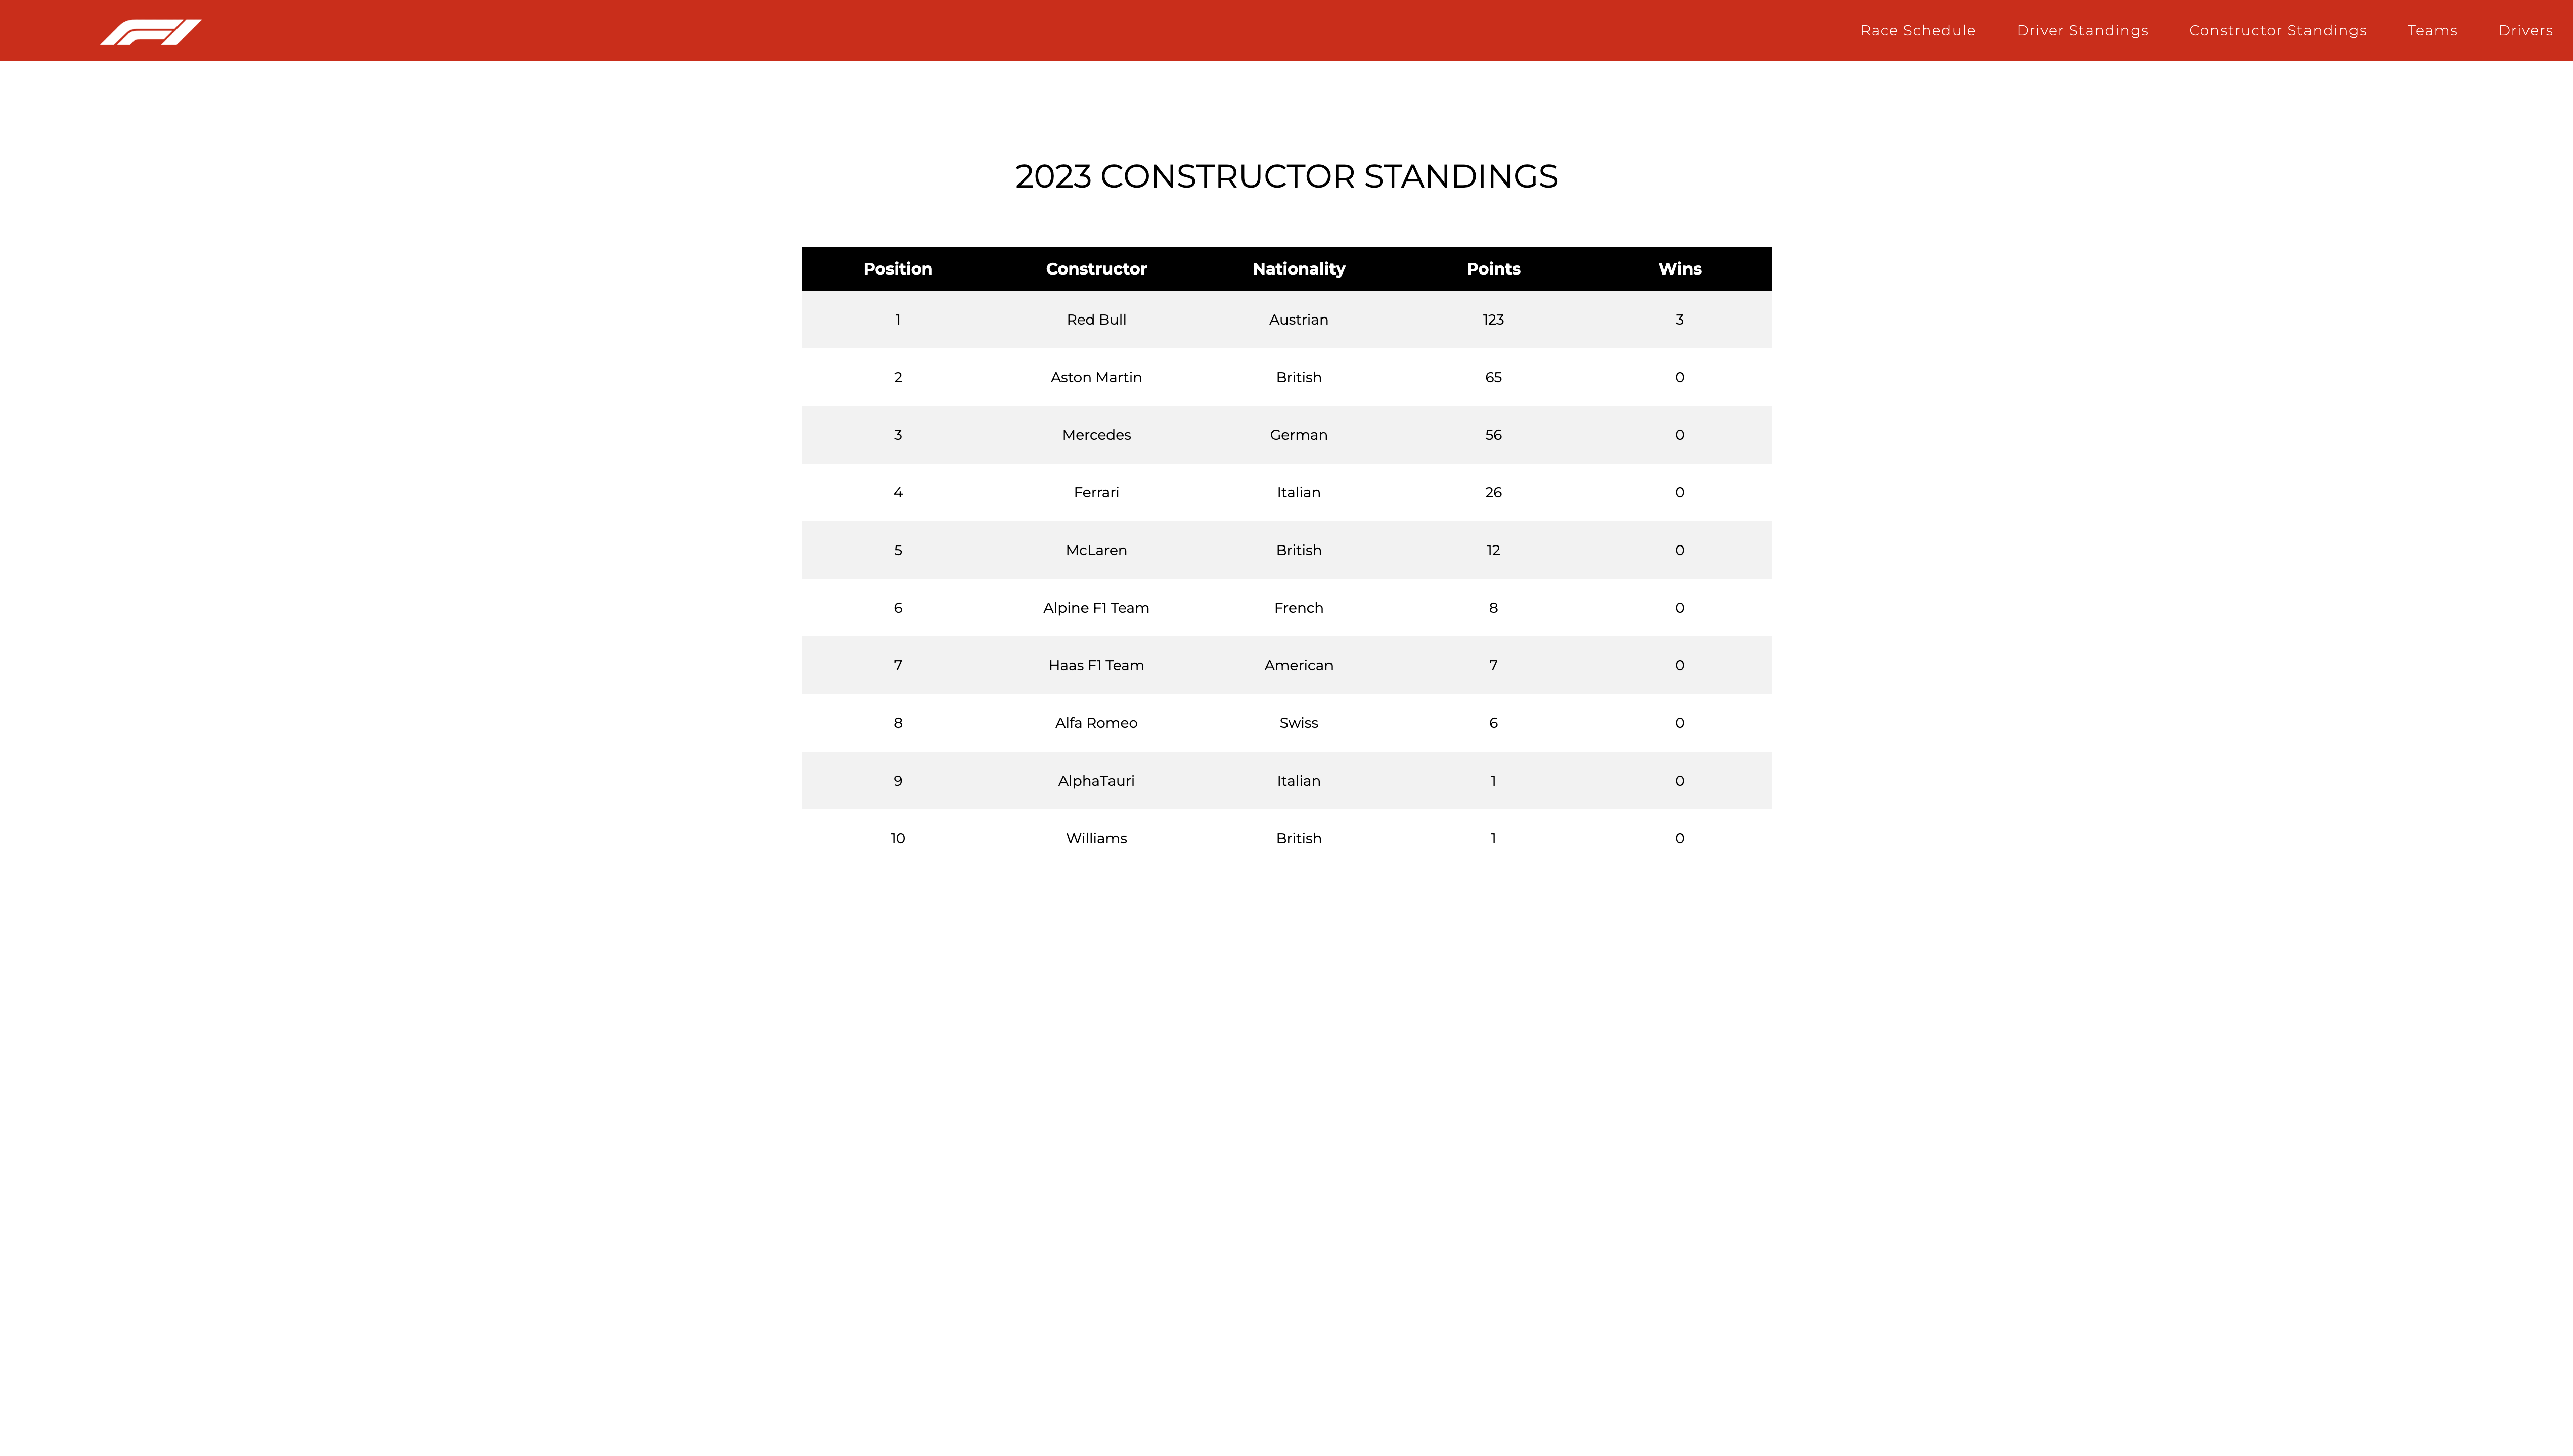 F1
Race Schedule Driver Standings Constructor Standings Teams Drivers
2023 CONSTRUCTOR STANDINGS
Position Constructor Nationality Points Wins
1 Red Bull Austrian 123 3
2 Aston Martin British 65 0
3 Mercedes German 56 0
4 Ferrari Italian 26 0
5 McLaren British 12 0
6 Alpine F1 Team French 8 0
7 Haas F1 Team American 7 0
8 Alfa Romeo Swiss 6 0
9 AlphaTauri Italian 1 0
10 Williams British 1 0